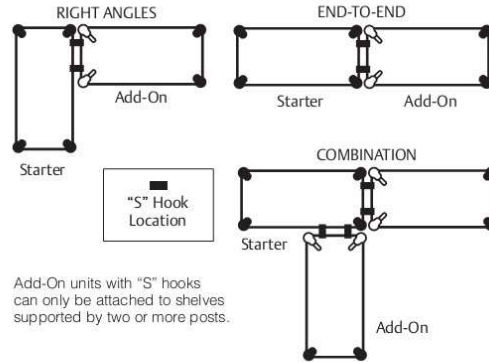 RIGHT ANGLES
Add-On
Starter
END-TO-END
Starter
Add-On
"S" Hook
Location
COMBINATION
Starter
Add-On
Add-On units with “S” hooks
can only be attached to shelves
supported by two or more posts.